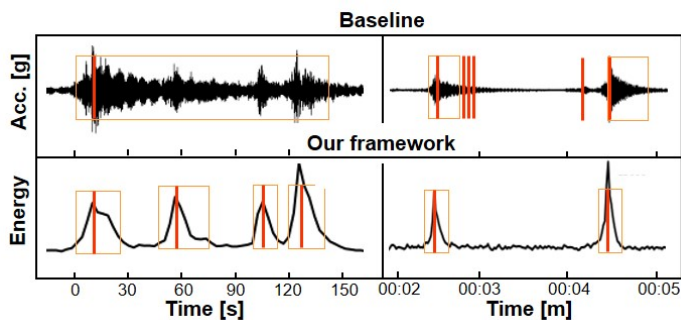 Baseline
Acc. [g]
Our framework
Energy
0 30 60 90 120 150 00:02 00:03 00:04 00:05
Time [s] Time [m]